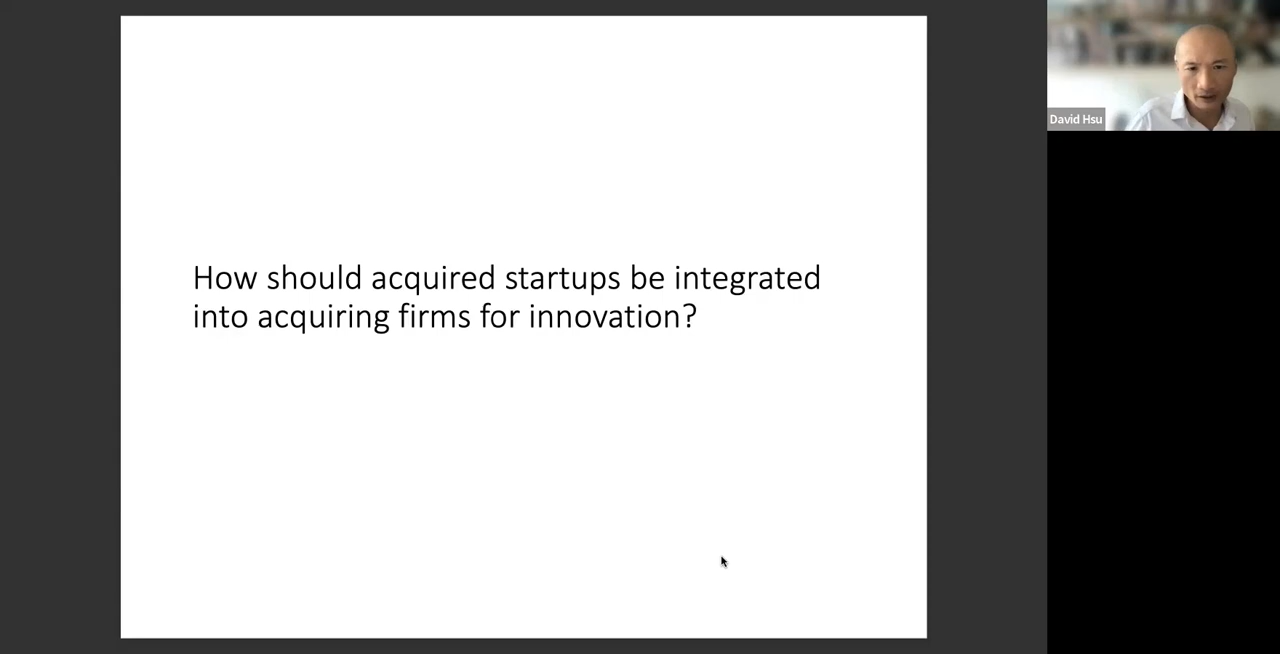 How should acquired startups be integrated
into acquiring firms for innovation?
David Hsu